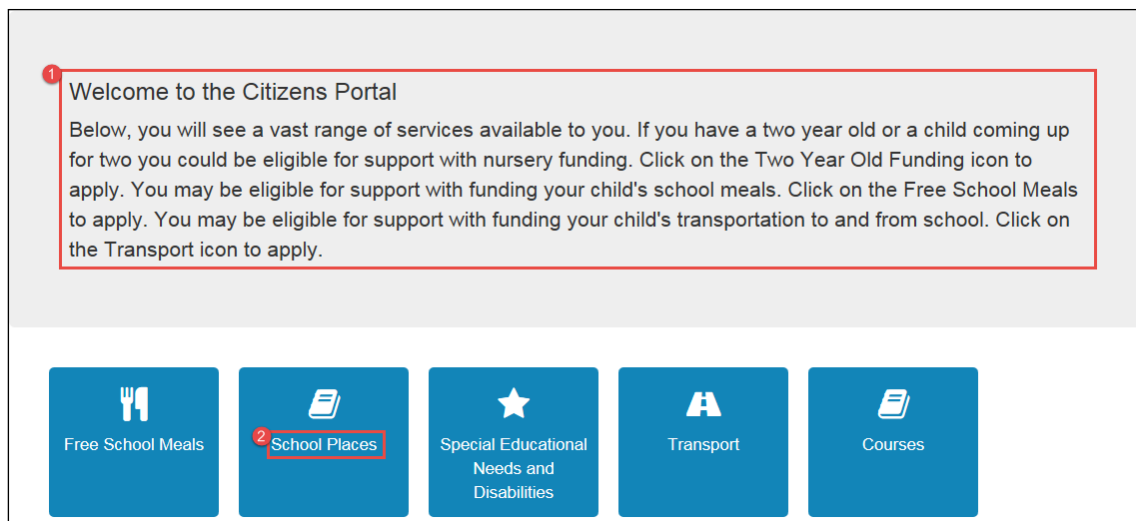 1
Welcome to the Citizens Portal
Below, you will see a vast range of services available to you. If you have a two year old or a child coming up
for two you could be eligible for support with nursery funding. Click on the Two Year Old Funding icon to
apply. You may be eligible for support with funding your child's school meals. Click on the Free School Meals
to apply. You may be eligible for support with funding your child's transportation to and from school. Click on
the Transport icon to apply.
Free School Meals
2
School Places
Special Educational
Needs and
Disabilities
Transport
Courses